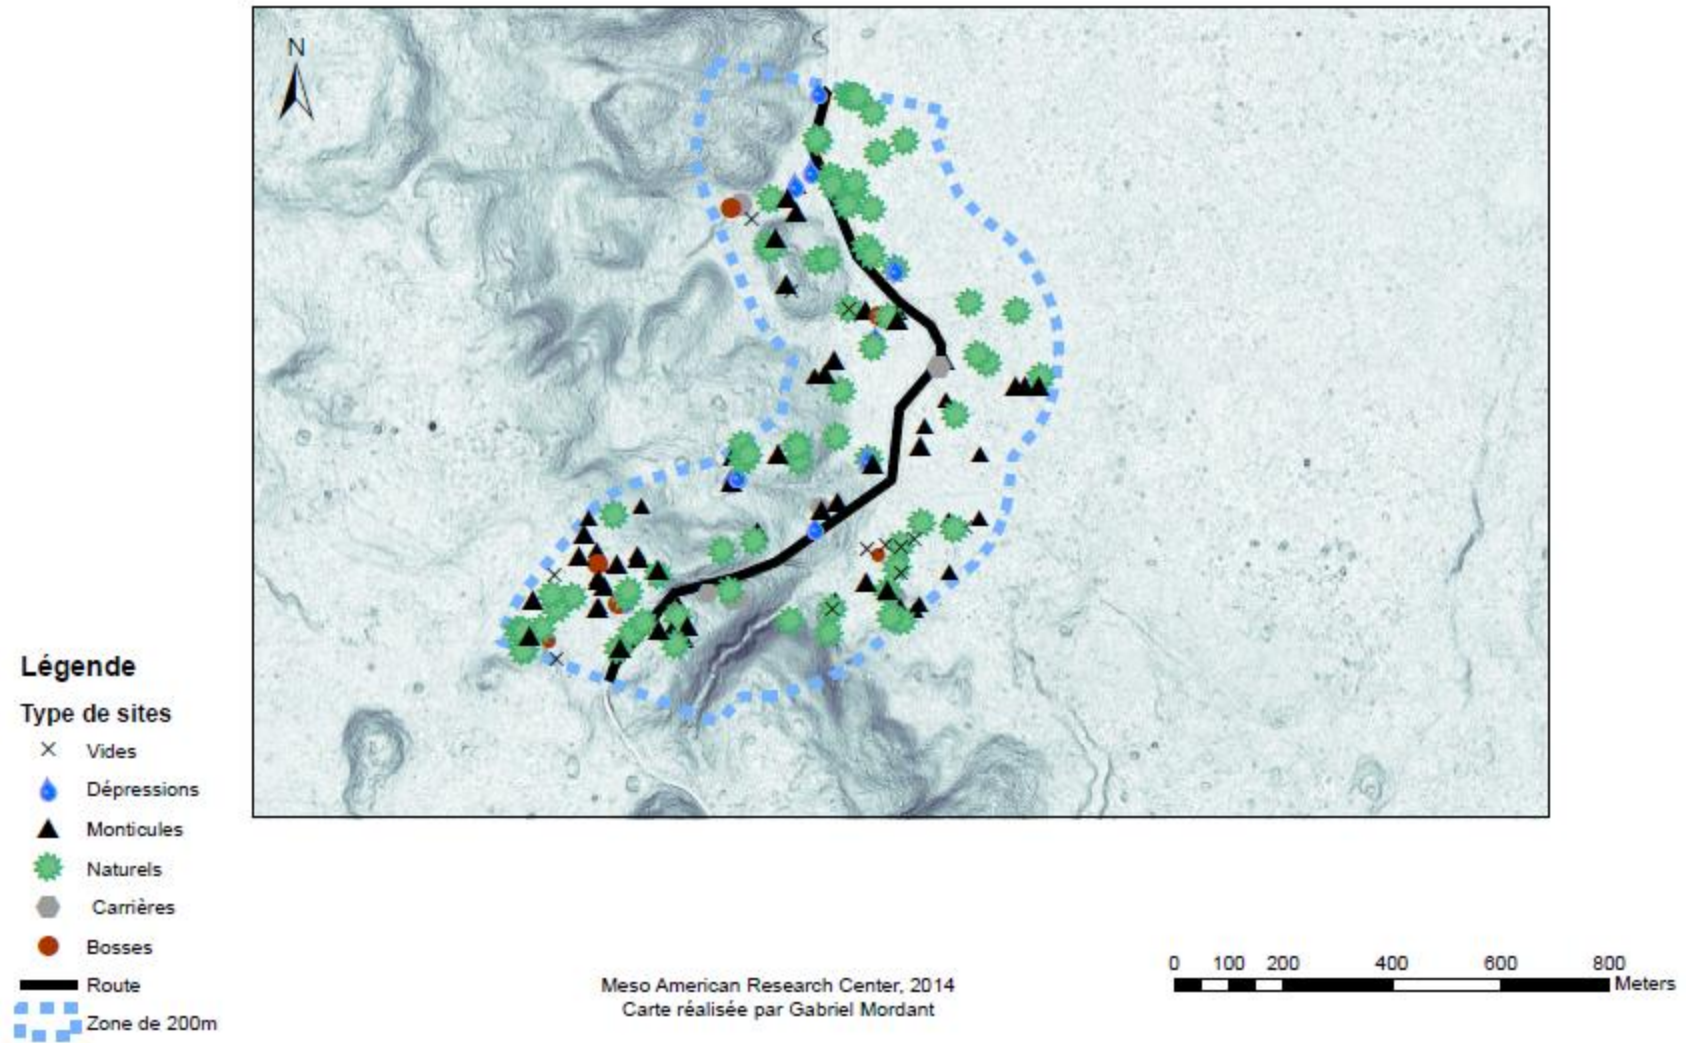 N
Légende
Type de sites
Vides
Dépressions
Monticules
Naturels
Carrières
Bosses
Route
Zone de 200m
Meso American Research Center, 2014
Carte réalisée par Gabriel Mordant
0 100 200 400 600 800
Meters